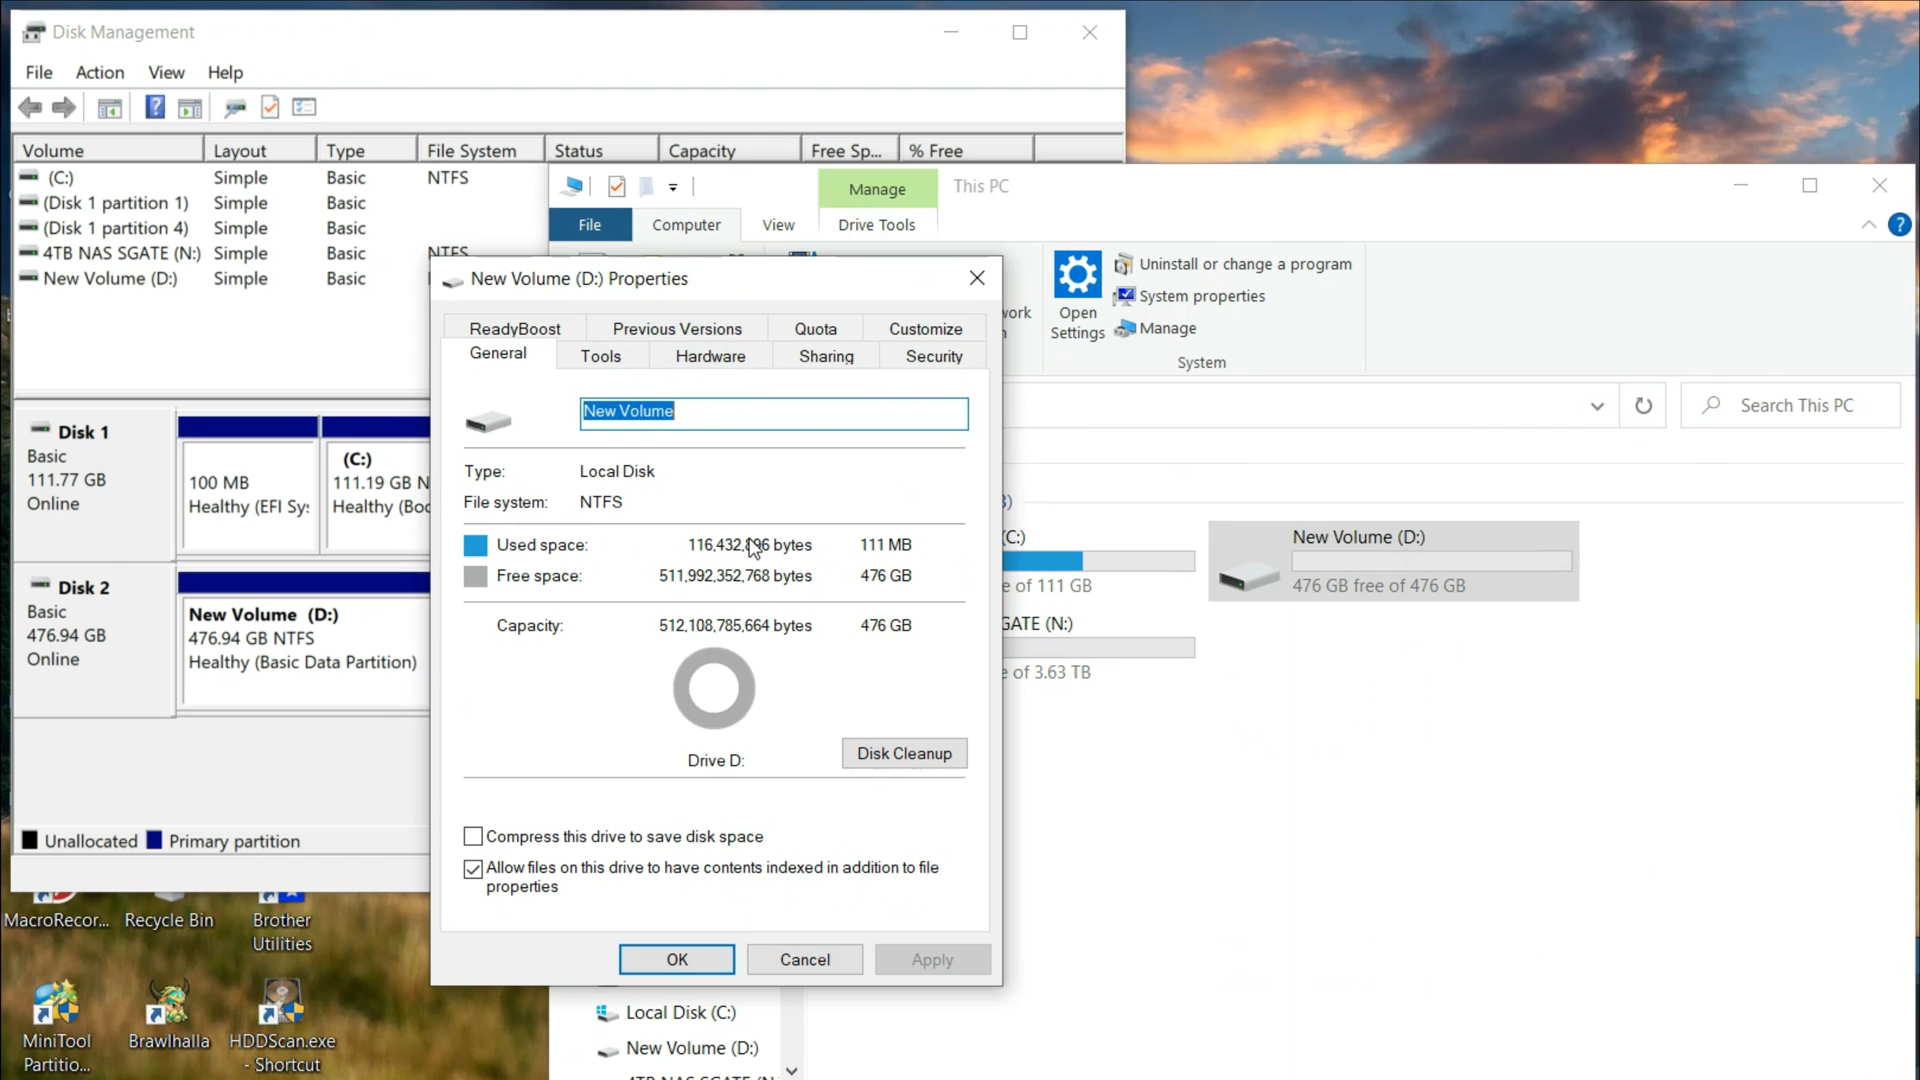 Disk Management
File Action View Help
Volume Layout Type File System Status Capacity Free Sp... % Free
(C:) Simple Basic NTFS
(Disk 1 partition 1) Simple Basic
(Disk 1 partition 4) Simple Basic
4TB NAS SGATE (N:) Simple Basic NTFS
New Volume (D:) Simple Basic
Disk 1
Basic
111.77 GB
Online
100 MB
Healthy (EFI Sy
(C:)
111.19 GB N
Healthy (Boo
Disk 2
Basic
476.94 GB
Online
New Volume (D:)
476.94 GB NTFS
Healthy (Basic Data Partition)
Unallocated Primary partition
Manage This PC
File Computer View Drive Tools
Open
Settings
Uninstall or change a program
System properties
Manage
System
Search This PC
(C:)
e of 111 GB
New Volume (D:)
476 GB free of 476 GB
GATE (N:)
e of 3.63 TB
Local Disk (C:)
New Volume (D:)
New Volume (D:) Properties
ReadyBoost Previous Versions Quota Customize
General Tools Hardware Sharing Security
New Volume
Type: Local Disk
File system: NTFS
Used space: bytes 111 MB
Free space: 511,992,352,768 bytes 476 GB
Capacity: 512,108,785,664 bytes 476 GB
Drive D:
Disk Cleanup
Compress this drive to save disk space
Allow files on this drive to have contents indexed in addition to file
properties
OK Cancel Apply
MacroRecor... Recycle Bin Brother
Utilities
MiniTool
Partitio...
Brawlhalla
HDDScan.exe
- Shortcut